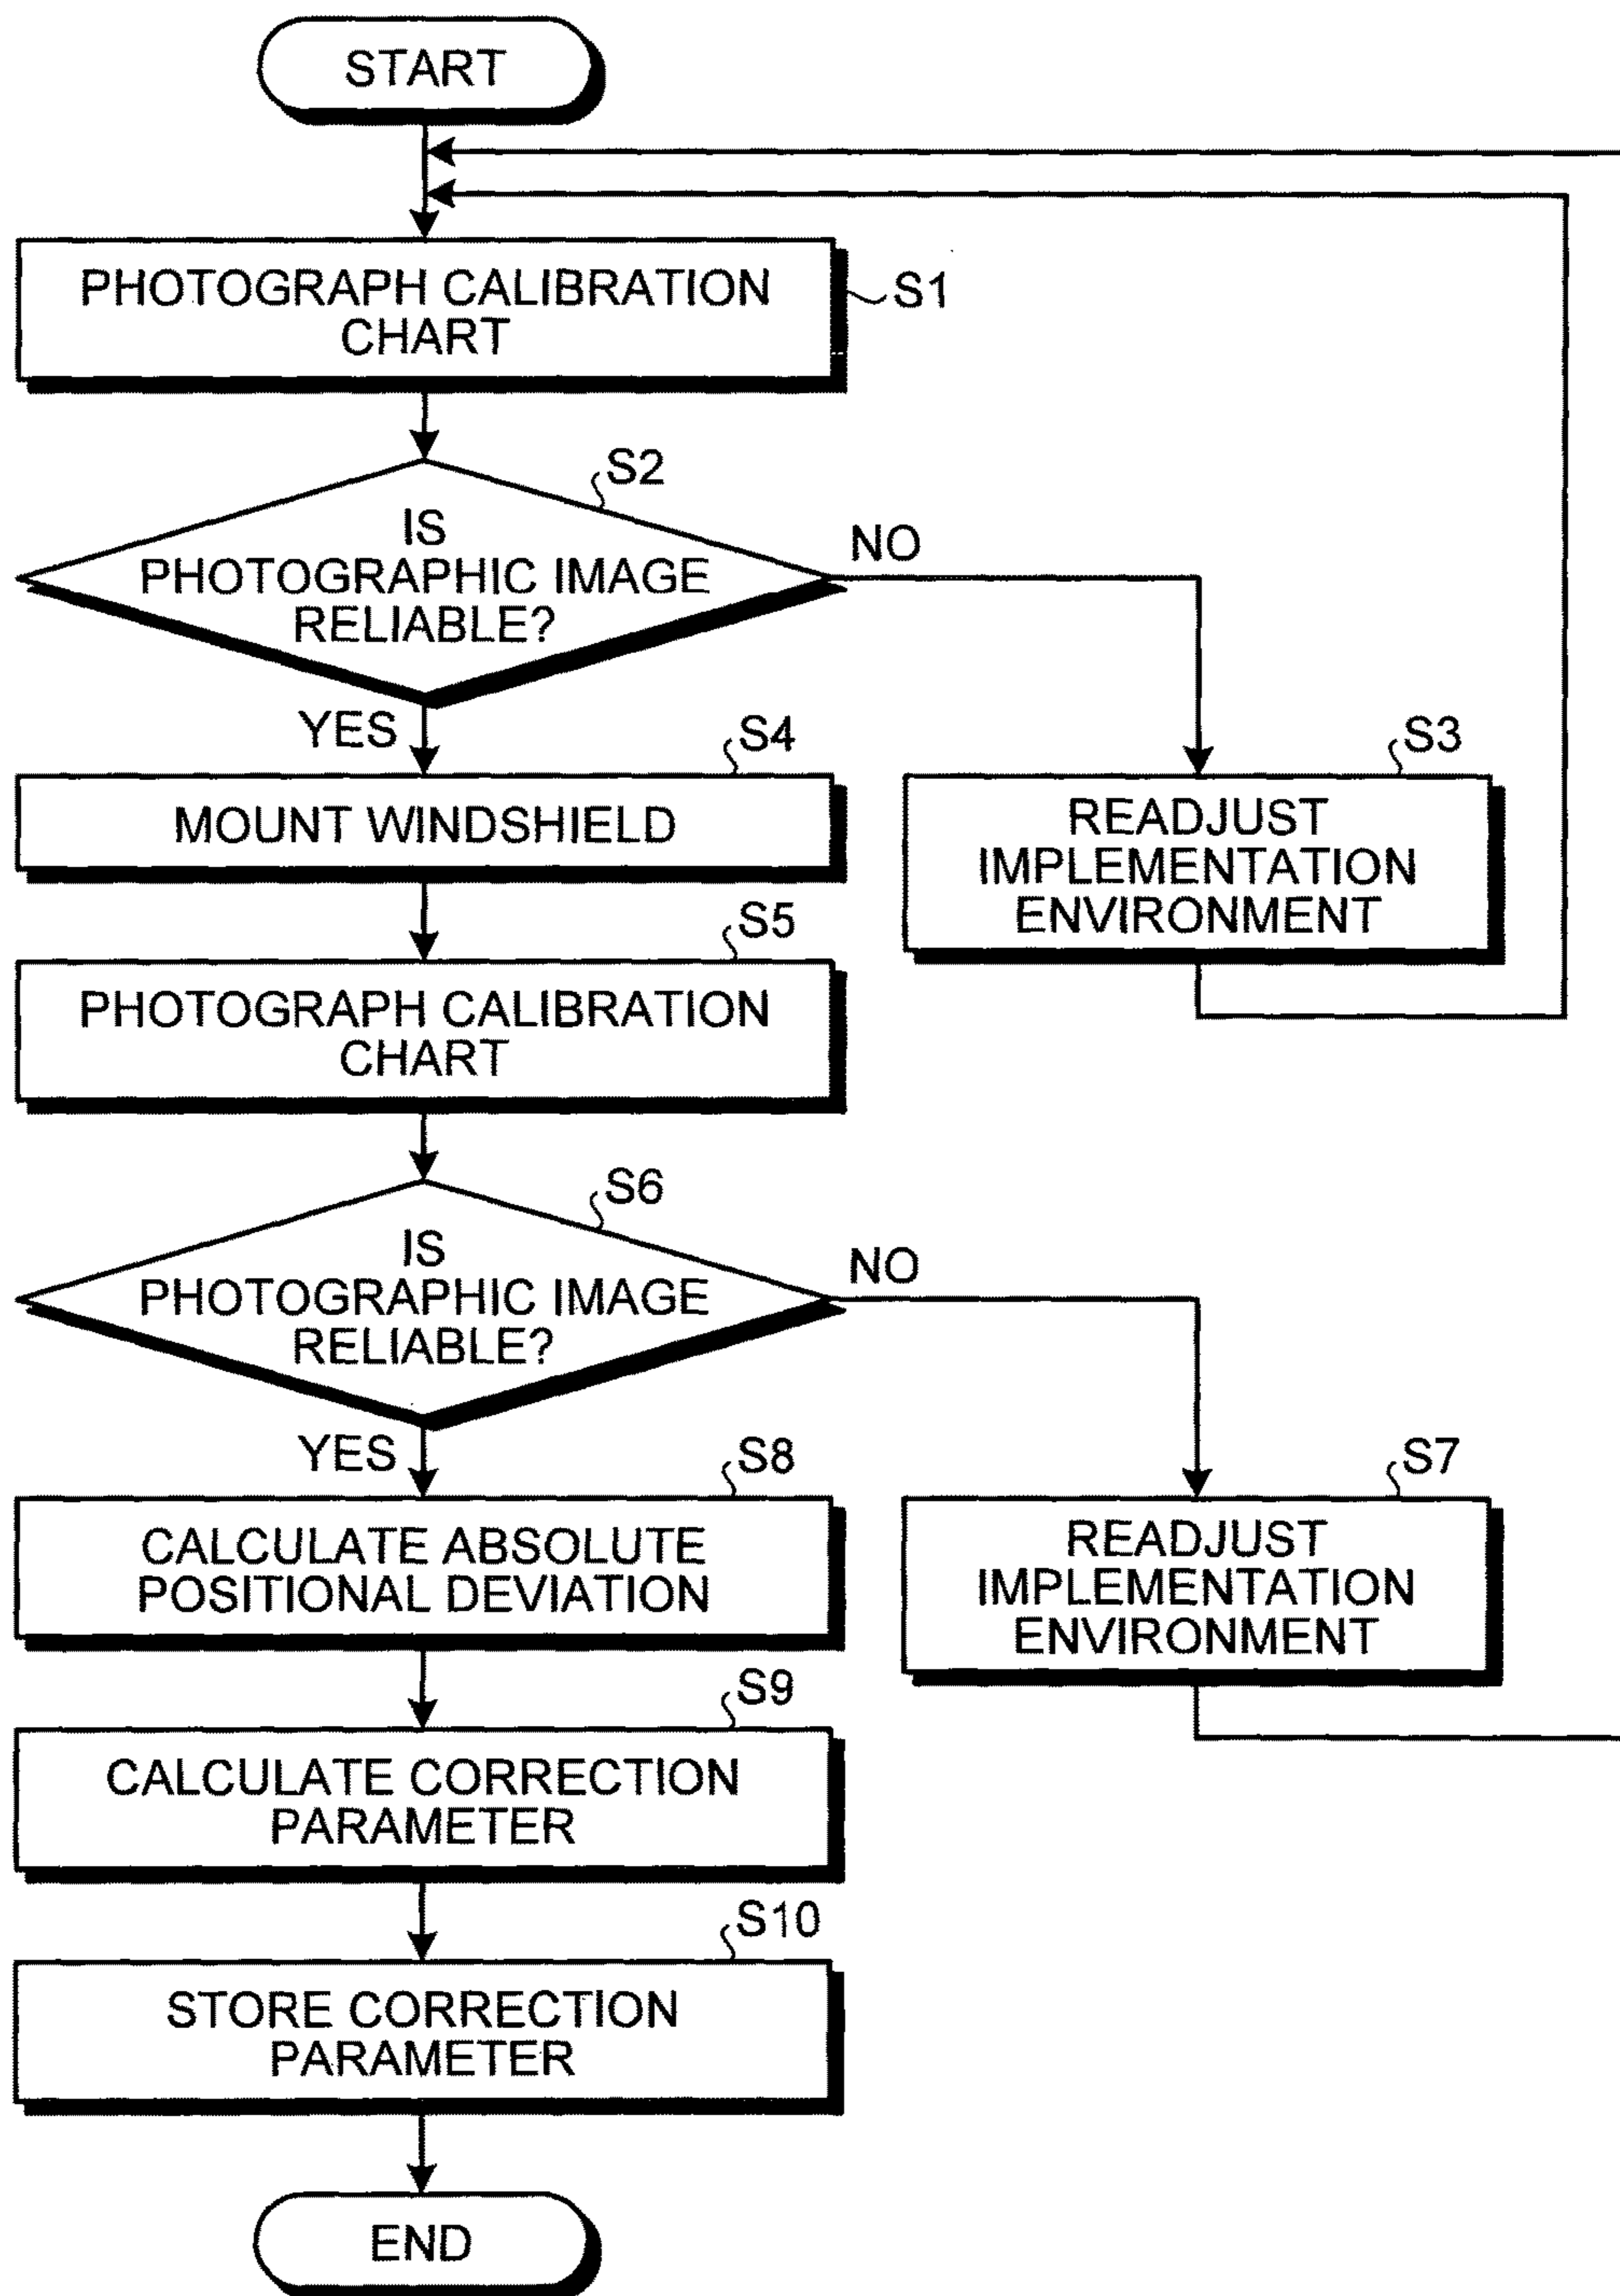 START
PHOTOGRAPH CALIBRATION
CHART
S1
S2
IS
PHOTOGRAPHIC IMAGE
RELIABLE?
NO
YES
S4
MOUNT WINDSHIELD
S3
READJUST
IMPLEMENTATION
ENVIRONMENT
S5
PHOTOGRAPH CALIBRATION
CHART
S6
IS
PHOTOGRAPHIC IMAGE
RELIABLE?
NO
YES
S8
CALCULATE ABSOLUTE
POSITIONAL DEVIATION
S7
READJUST
IMPLEMENTATION
ENVIRONMENT
S9
CALCULATE CORRECTION
PARAMETER
S10
STORE CORRECTION
PARAMETER
END